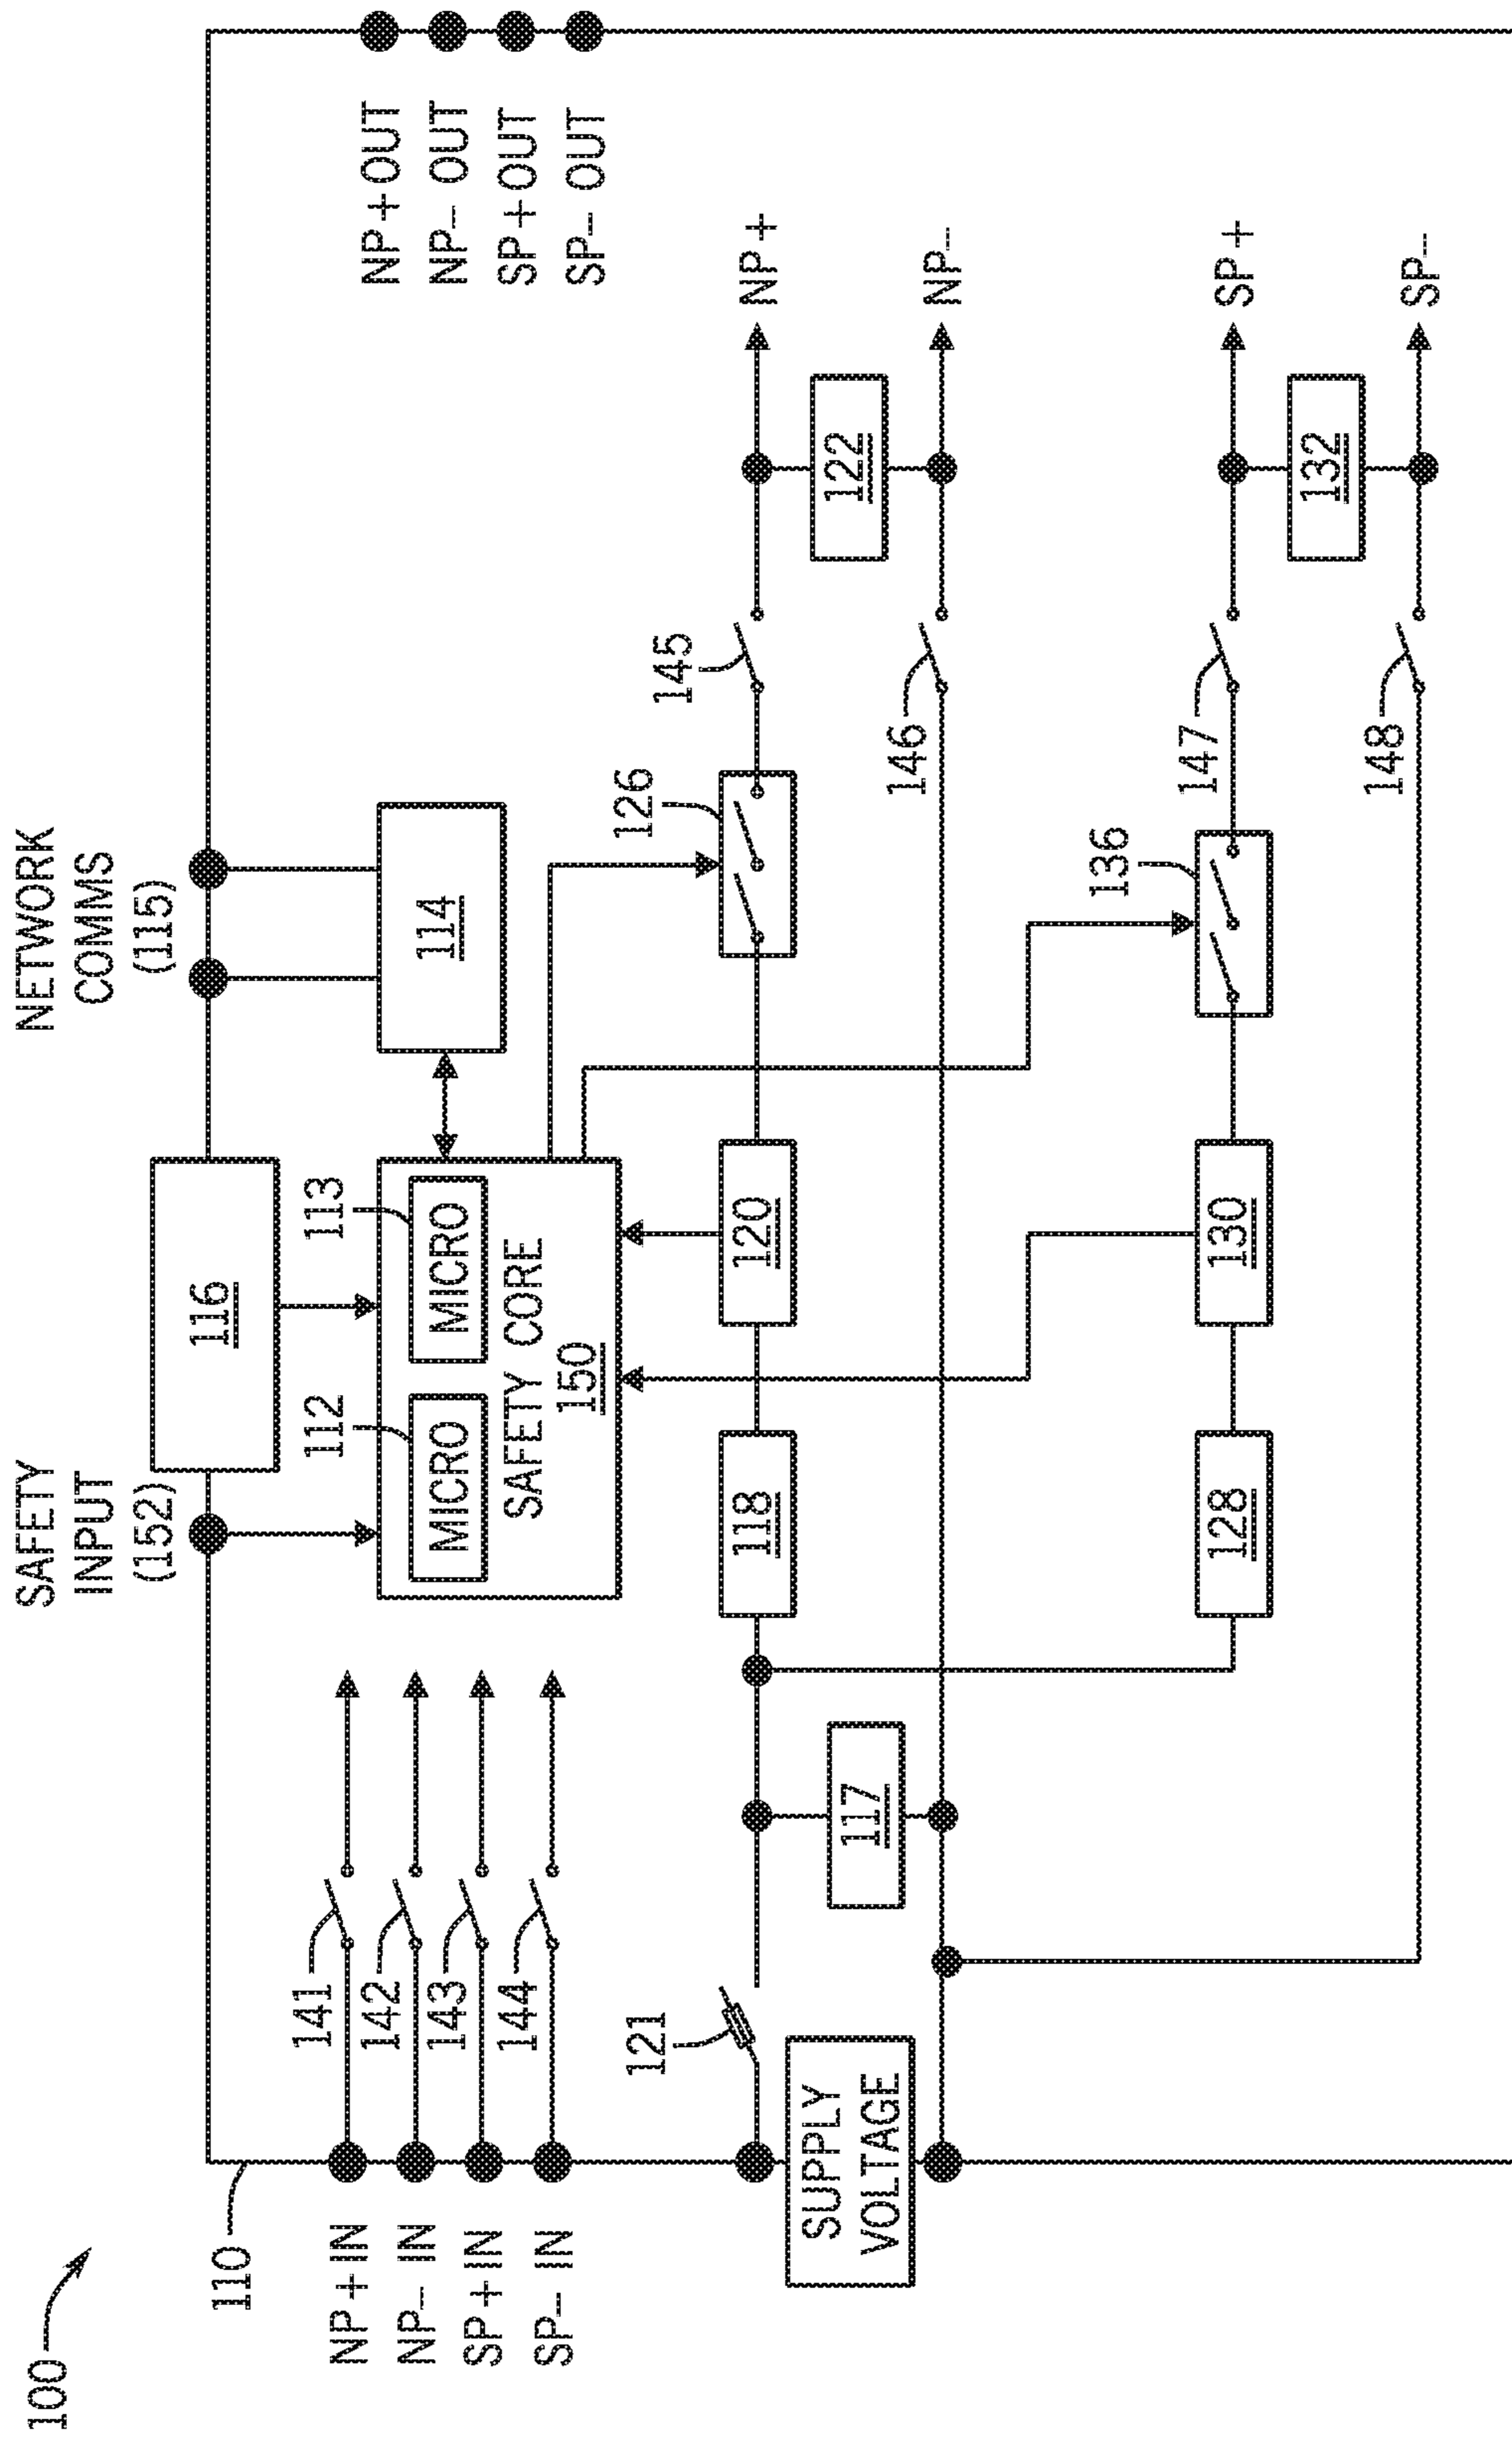 100
110
SAFETY
INPUT
(152)
NETWORK
COMMS
(115)
116
NP+IN
NP– IN
SP+IN
SP– IN
141
142
143
144
112
113
MICRO
MICRO
SAFETY CORE
150
114
NP+OUT
NP– OUT
SP+OUT
SP– OUT
121
SUPPLY
VOLTAGE
117
118
120
126
145
NP+
122
146
NP–
128
130
136
147
SP+
132
148
SP–